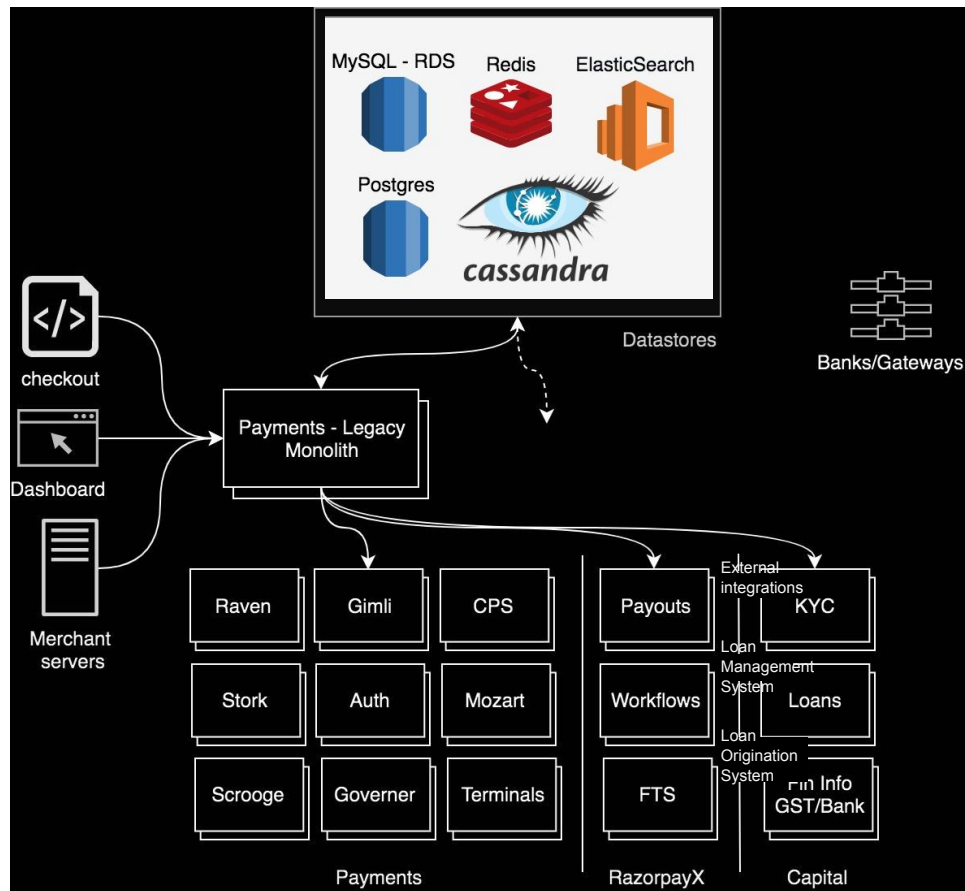 MySQL - RDS
Redis
ElasticSearch
Postgres
cassandra
Datastores
checkout
Dashboard
Merchant
servers
Payments - Legacy
Monolith
Banks/Gateways
Raven
Gimli
CPS
Payouts
External
integrations
KYC
Stork
Auth
Mozart
Workflows
Loan
Management
System
Loans
Scrooge
Governer
Terminals
FTS
Loan
Origination
System
Fin Info
GST/Bank
Payments
RazorpayX
Capital